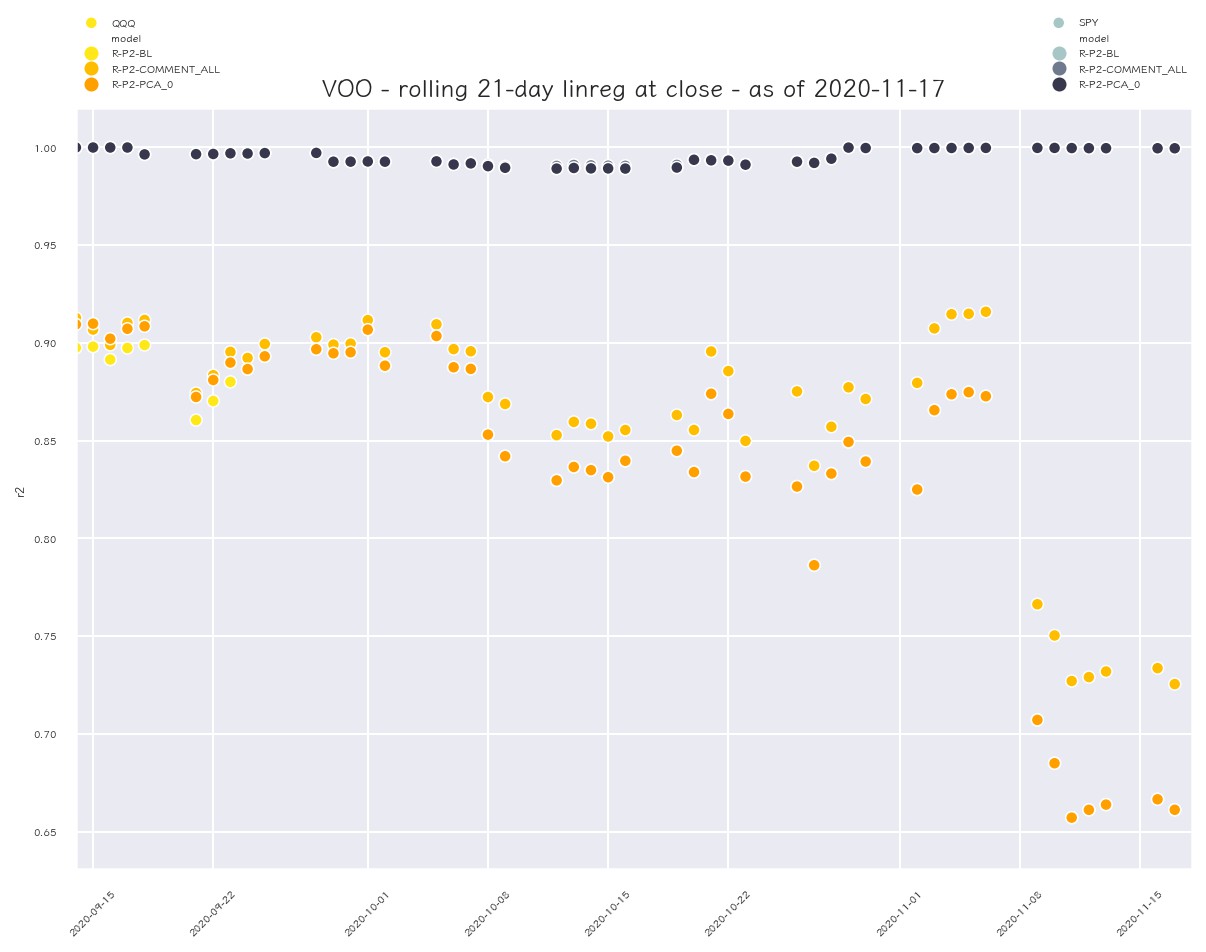 QQQ
model
R-P2-BL
R-P2-COMMENT_ALL
R-P2-PCA_0
SPY
model
R-P2-BL
R-P2-COMMENT_ALL
R-P2-PCA_0
VOO - rolling 21-day linreg at close - as of 2020-11-17
1.00
0.95
0.90
0.85
0.80
0.75
0.70
0.65
r2
2020-09-15
2020-09-22
2020-10-01
2020-10-08
2020-10-15
2020-10-22
2020-11-01
2020-11-08
2020-11-15